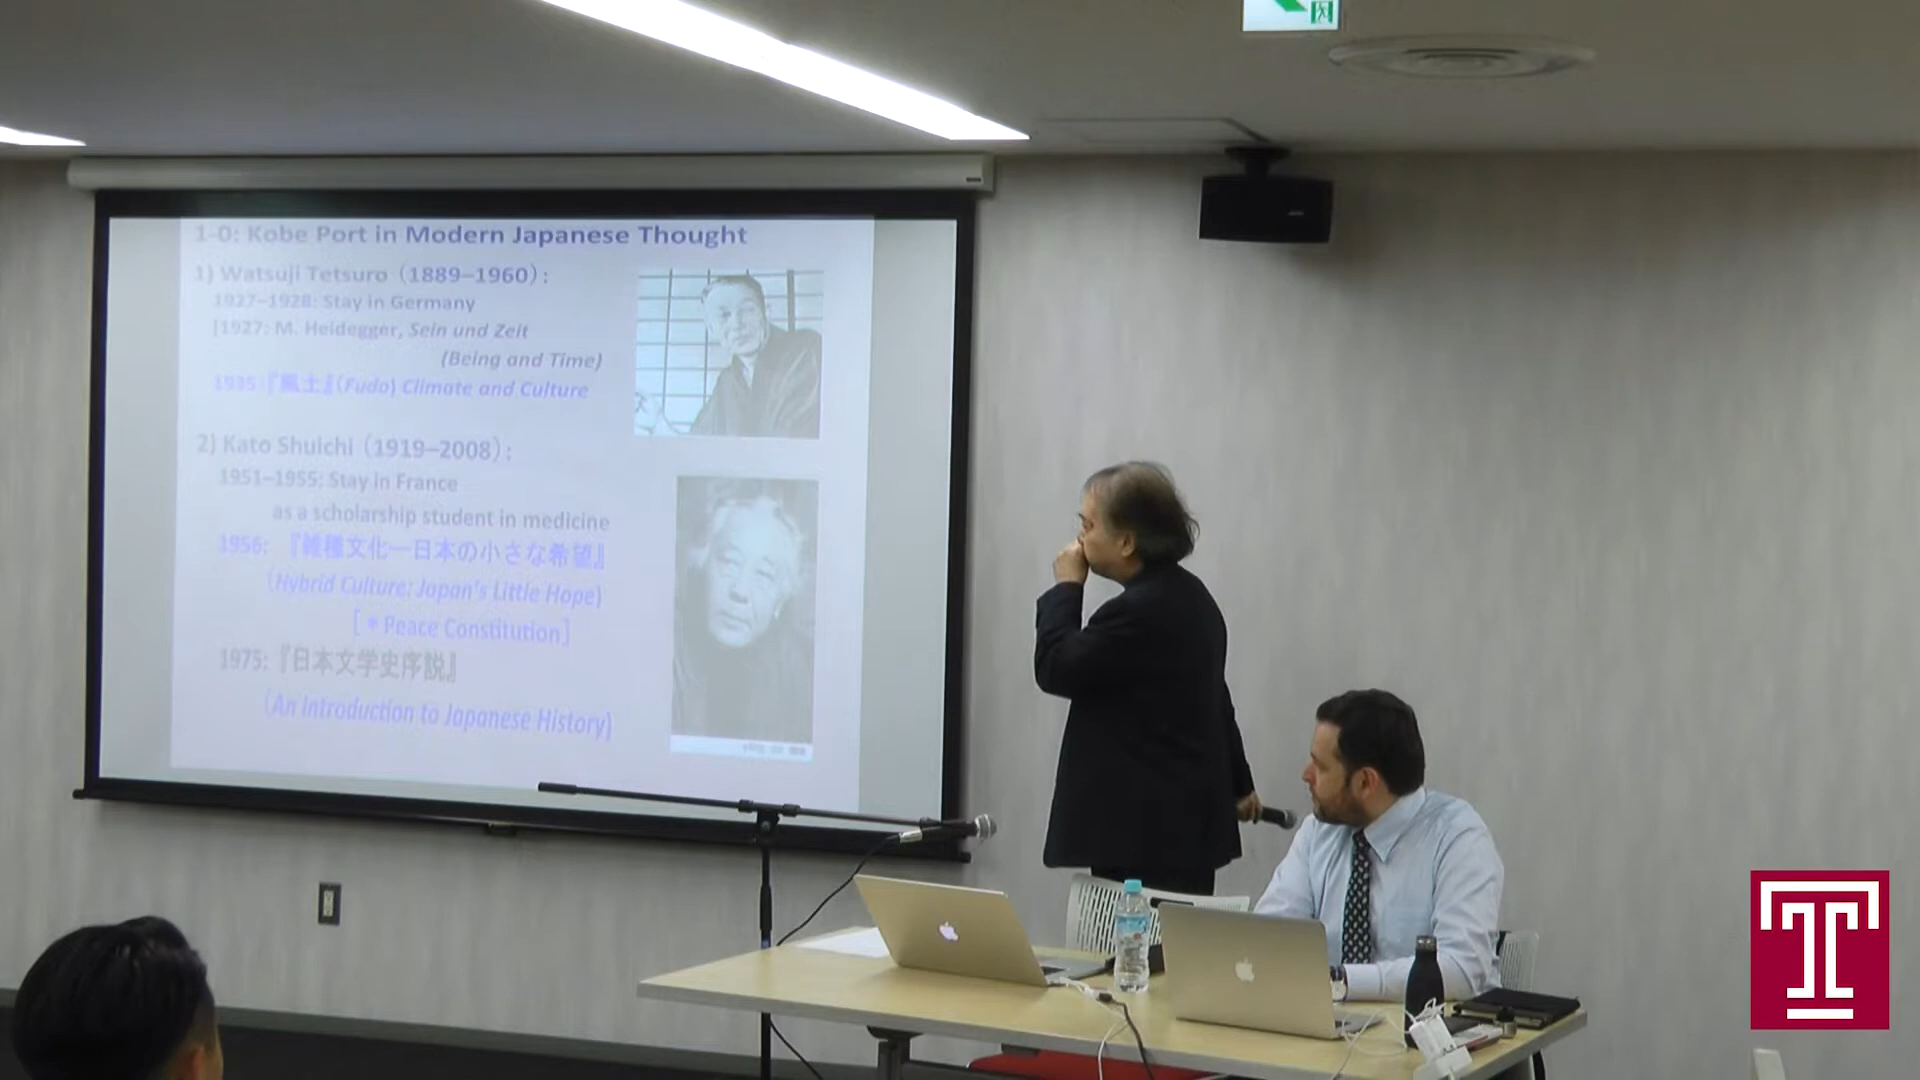 1-0: Kobe Port in Modern Japanese Thought
1) Watsuji Tetsuro (1889–1960):
1927–1928: Stay in Germany
[1927: M. Heidegger, Sein und Zeit
(Being and Time)
1935:『風土』(Fudo) Climate and Culture
2) Kato Shuichi (1919–2008):
1951–1955: Stay in France
as a scholarship student in medicine
1956: 『雑種文化―日本の小さな希望』
(Hybrid Culture: Japan's Little Hope)
[*Peace Constitution]
1975:『日本文学史序説』
(An Introduction to Japanese History)
T